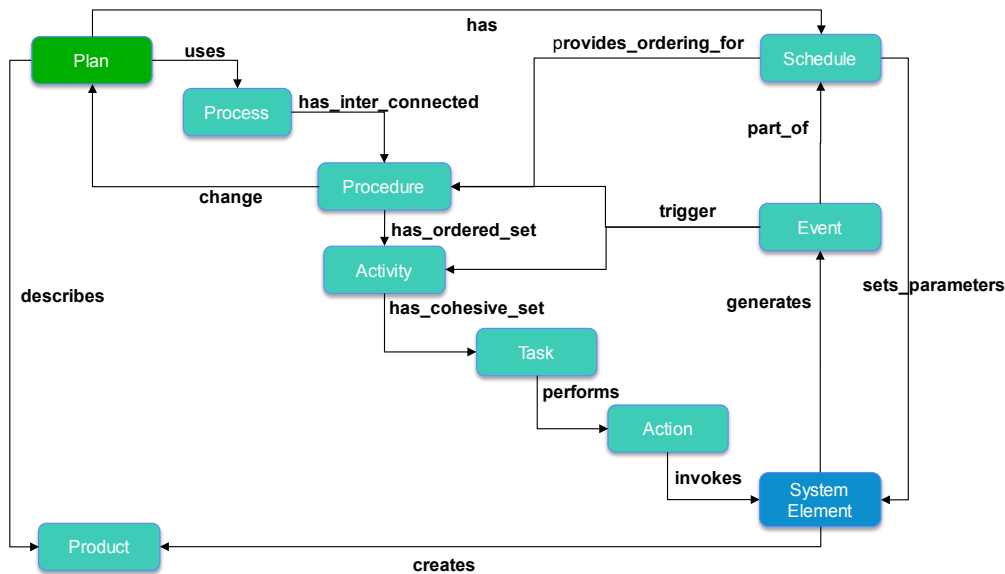 has
Plan
uses
provides_ordering_for
Schedule
Process
has_inter_connected
part_of
change
Procedure
trigger
Event
has_ordered_set
Activity
describes
generates
sets_parameters
has_cohesive_set
Task
performs
Action
invokes
System
Element
Product
creates